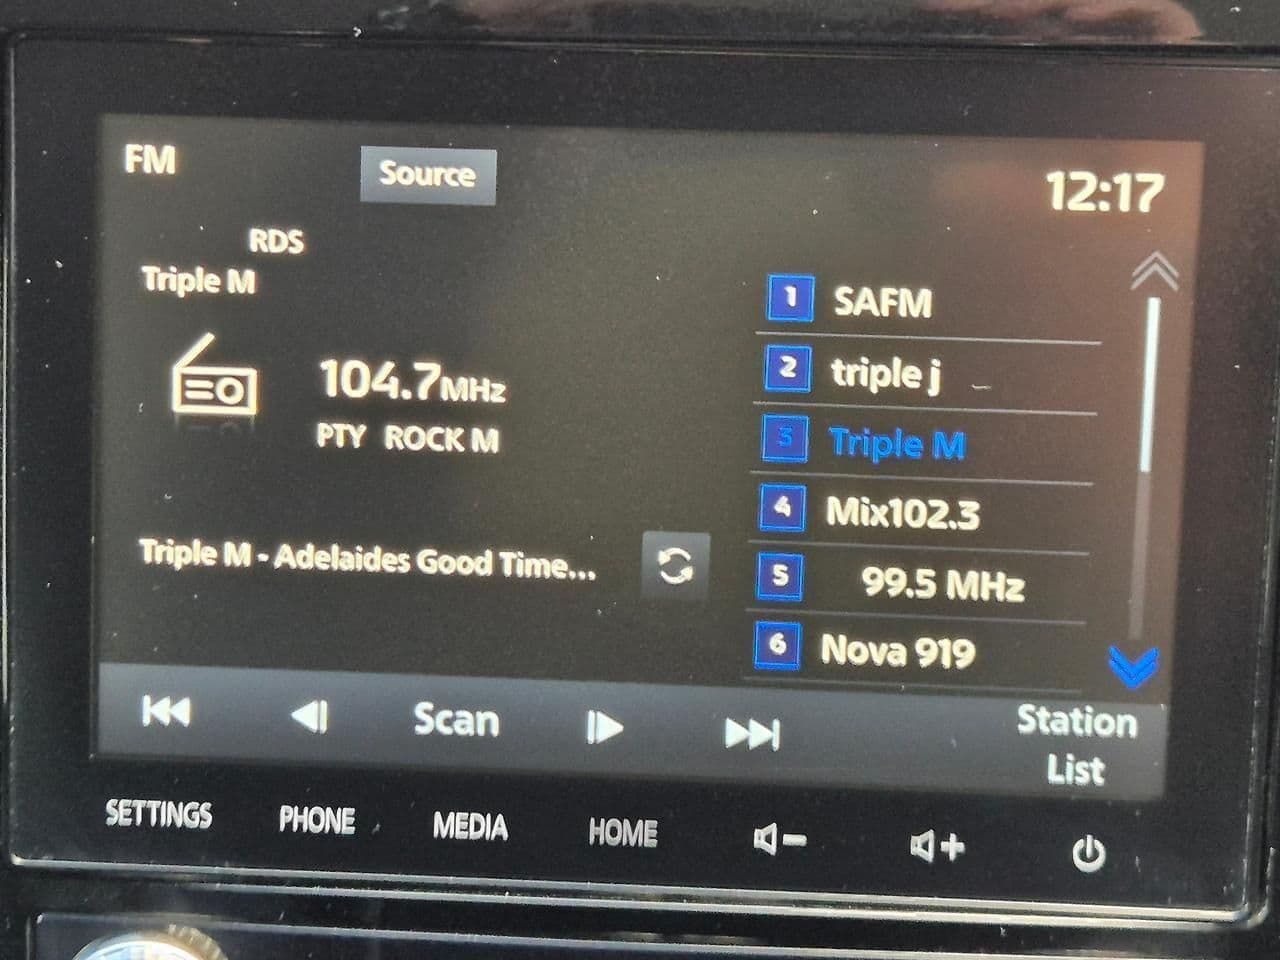 FM
Source
12:17
RDS
Triple M
104.7MHz
PTY ROCK M
Triple M - Adelaides Good Time...
1 SAFM
2 triple j
3 Triple M
4 Mix102.3
5 99.5 MHz
6 Nova 919
Scan
Station
List
SETTINGS PHONE MEDIA HOME